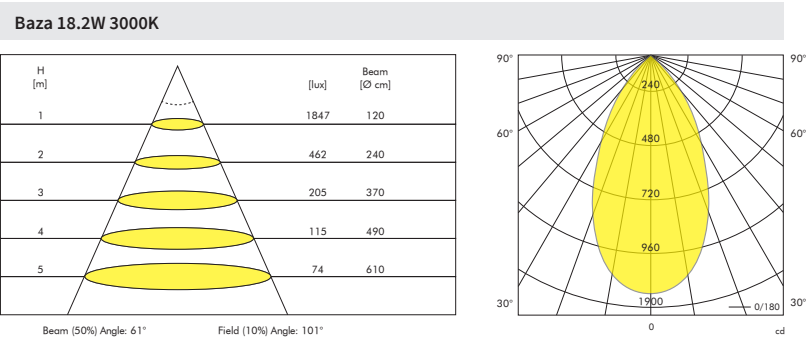 Baza 18.2W 3000K
H [m] [lux] Beam [Ø cm]
1 1847 120
2 462 240
3 205 370
4 115 490
5 74 610
Beam (50%) Angle: 61°
Field (10%) Angle: 101°
90° 90°
240
480
60° 60°
720
960
30° 1900 0/180 30°
0 cd